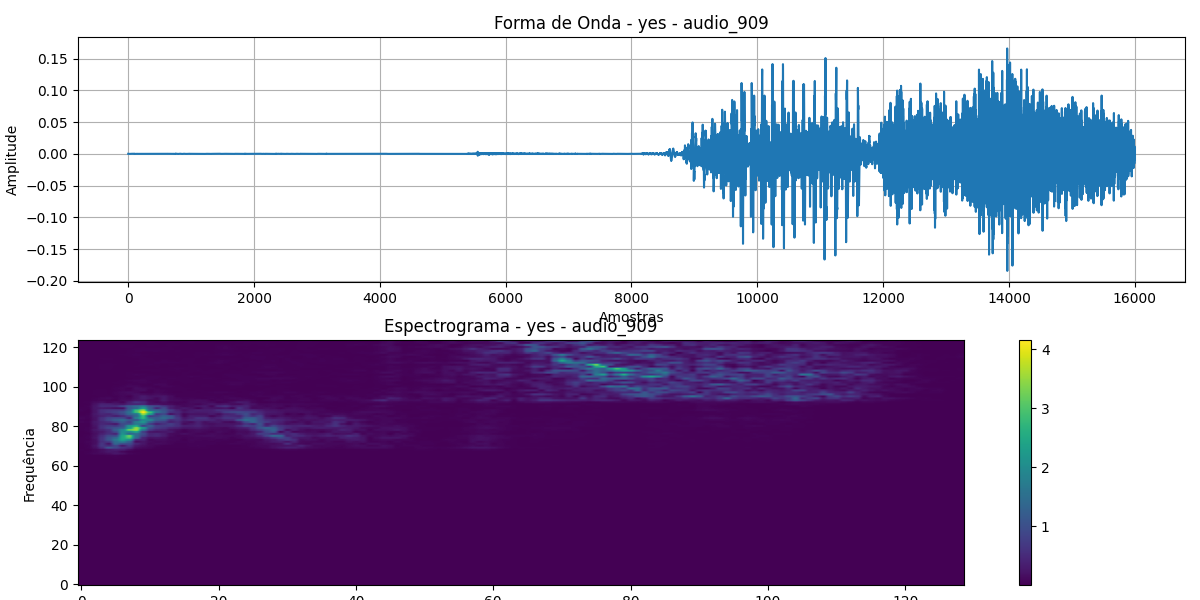 Forma de Onda - yes - audio_909
0.15
0.10
0.05
0.00
−0.05
−0.10
−0.15
−0.20
Amplitude
0 2000 4000 6000 8000 10000 12000 14000 16000
Amostras
Espectrograma - yes - audio_909
120
100
80
60
40
20
0
Frequência
4
3
2
1
0 20 40 60 80 100 120